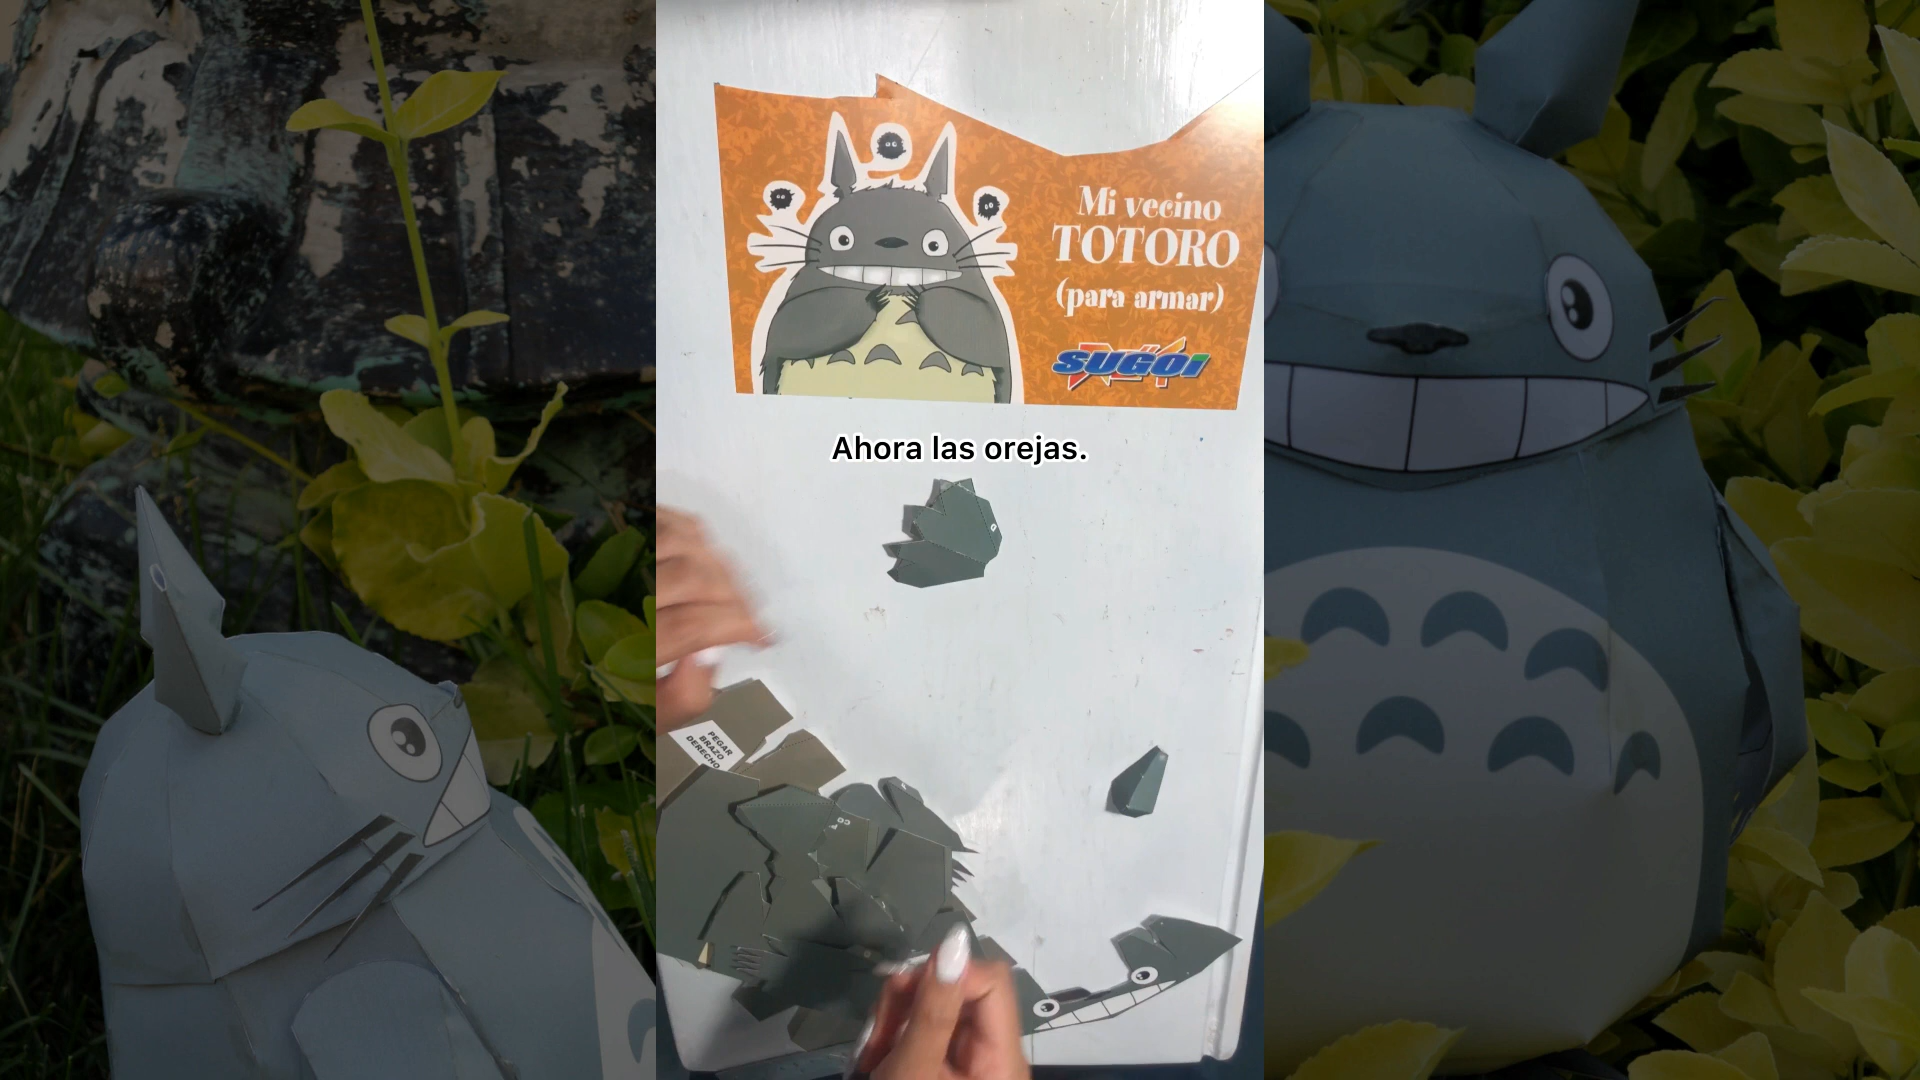 Mi vecino
TOTORO
(para armar)
SUGOI
Ahora las orejas.
PEGAR
BRAZO
DERECHO